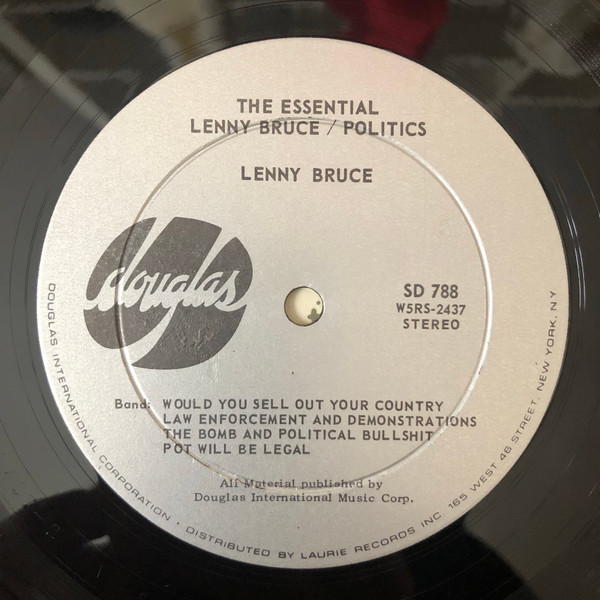 THE ESSENTIAL
LENNY BRUCE / POLITICS
LENNY BRUCE
douglas
SD 788
WSRS-2437
STEREO
Band: WOULD YOU SELL OUT YOUR COUNTRY
LAW ENFORCEMENT AND DEMONSTRATIONS
THE BOMB AND POLITICAL BULLSHIT
POT WILL BE LEGAL
All Material published by
Douglas International Music Corp.
DOUGLAS INTERNATIONAL CORPORATION • DISTRIBUTED BY LAURIE RECORDS INC. 165 WEST 46 STREET, NEW YORK, N.Y.